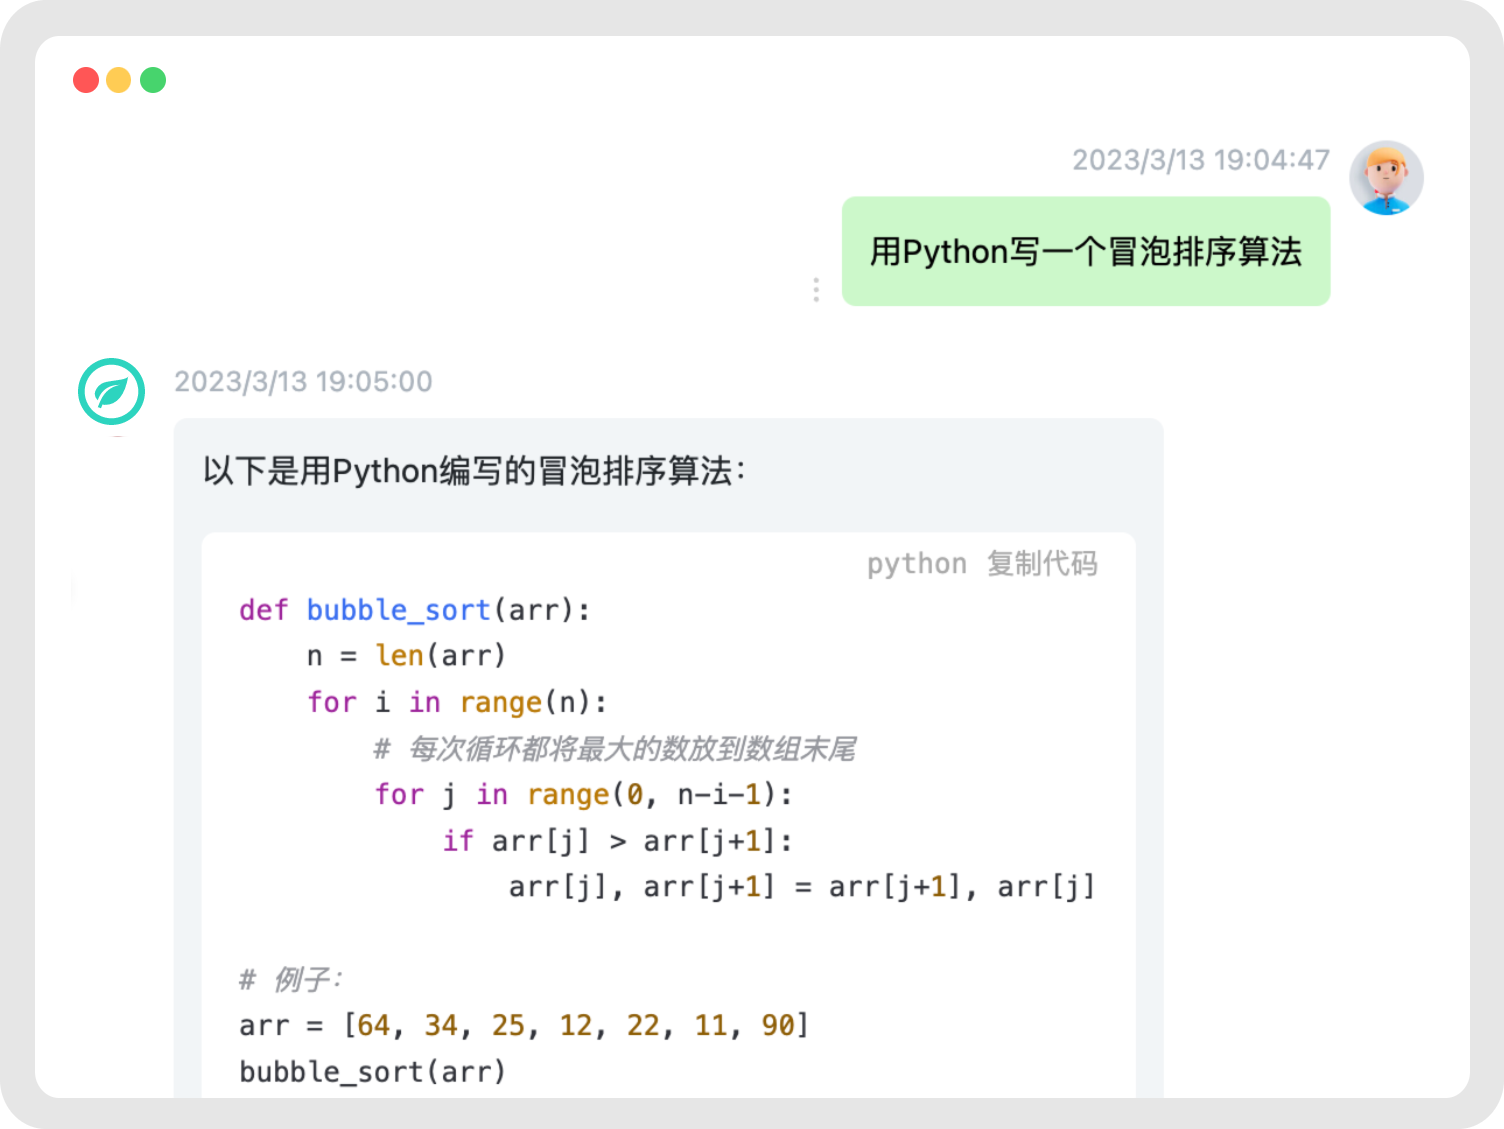 2023/3/13 19:04:47
用Python写一个冒泡排序算法
2023/3/13 19:05:00
以下是用Python编写的冒泡排序算法：
python 复制代码
def bubble_sort(arr):
    n = len(arr)
    for i in range(n):
        # 每次循环都将最大的数放到数组末尾
        for j in range(0, n-i-1):
            if arr[j] > arr[j+1]:
                arr[j], arr[j+1] = arr[j+1], arr[j]
# 例子：
arr = [64, 34, 25, 12, 22, 11, 90]
bubble_sort(arr)